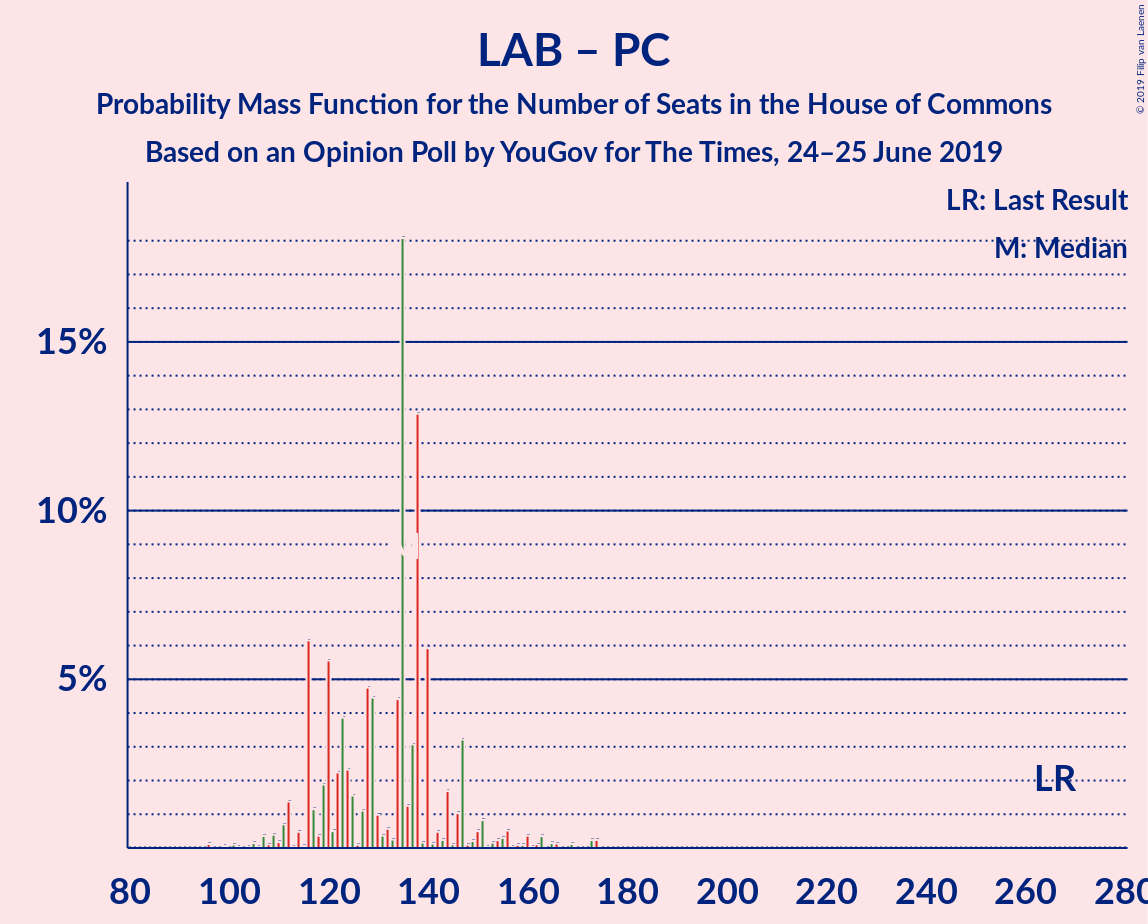 LAB – PC
Probability Mass Function for the Number of Seats in the House of Commons
Based on an Opinion Poll by YouGov for The Times, 24–25 June 2019
© 2019 Filip van Laenen
LR: Last Result
M: Median
15%
10%
5%
LR
80 100 120 140 160 180 200 220 240 260 280